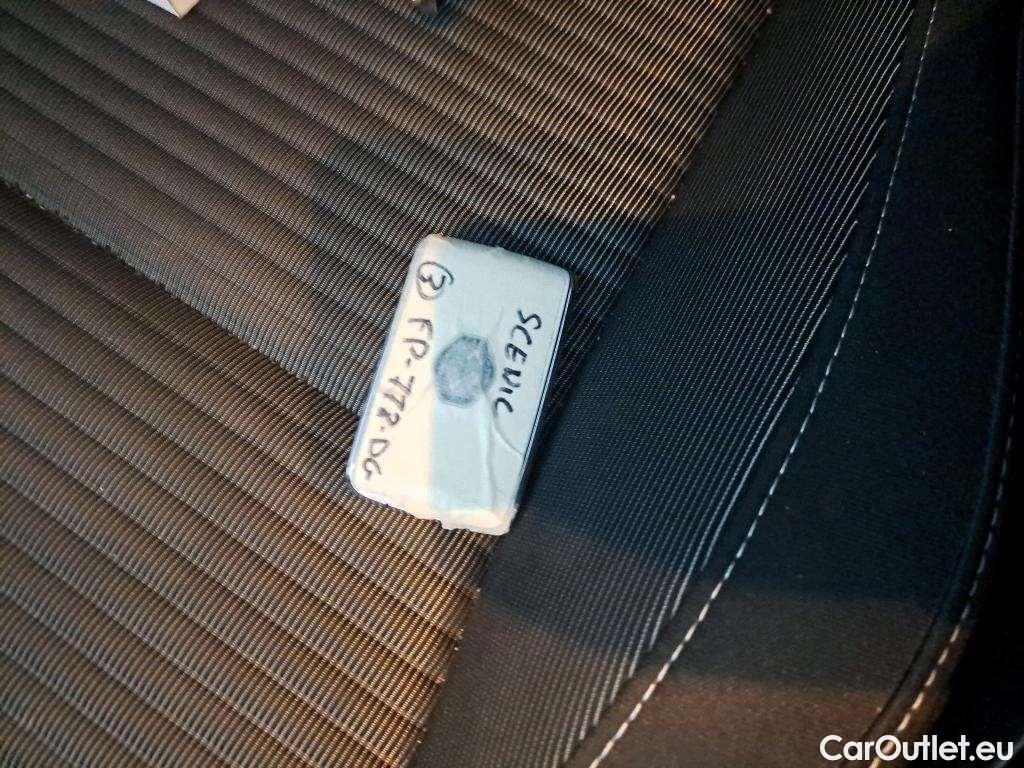 SCENIC
③ FP-772-DG
CarOutlet.eu